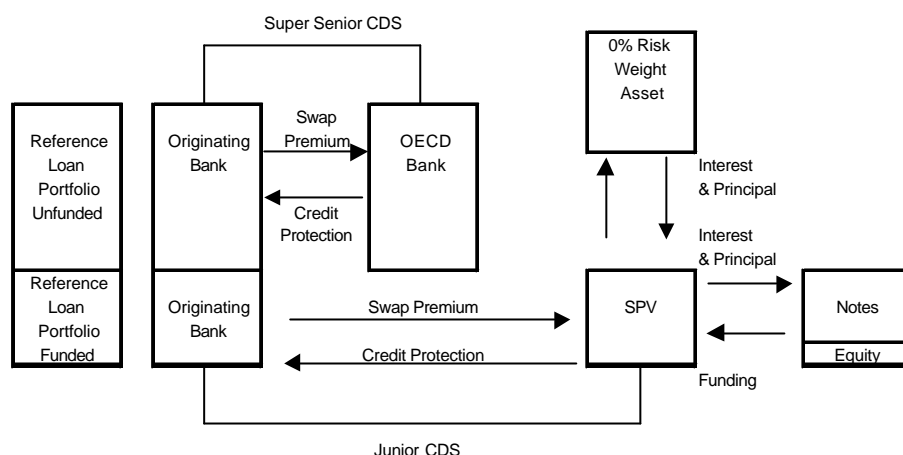 Super Senior CDS
0% Risk
Weight
Asset
Reference
Loan
Portfolio
Unfunded
Originating
Bank
Swap
Premium
OECD
Bank
Credit
Protection
Interest
& Principal
Interest
& Principal
Reference
Loan
Portfolio
Funded
Originating
Bank
Swap Premium
Credit Protection
SPV
Notes
Equity
Funding
Junior CDS